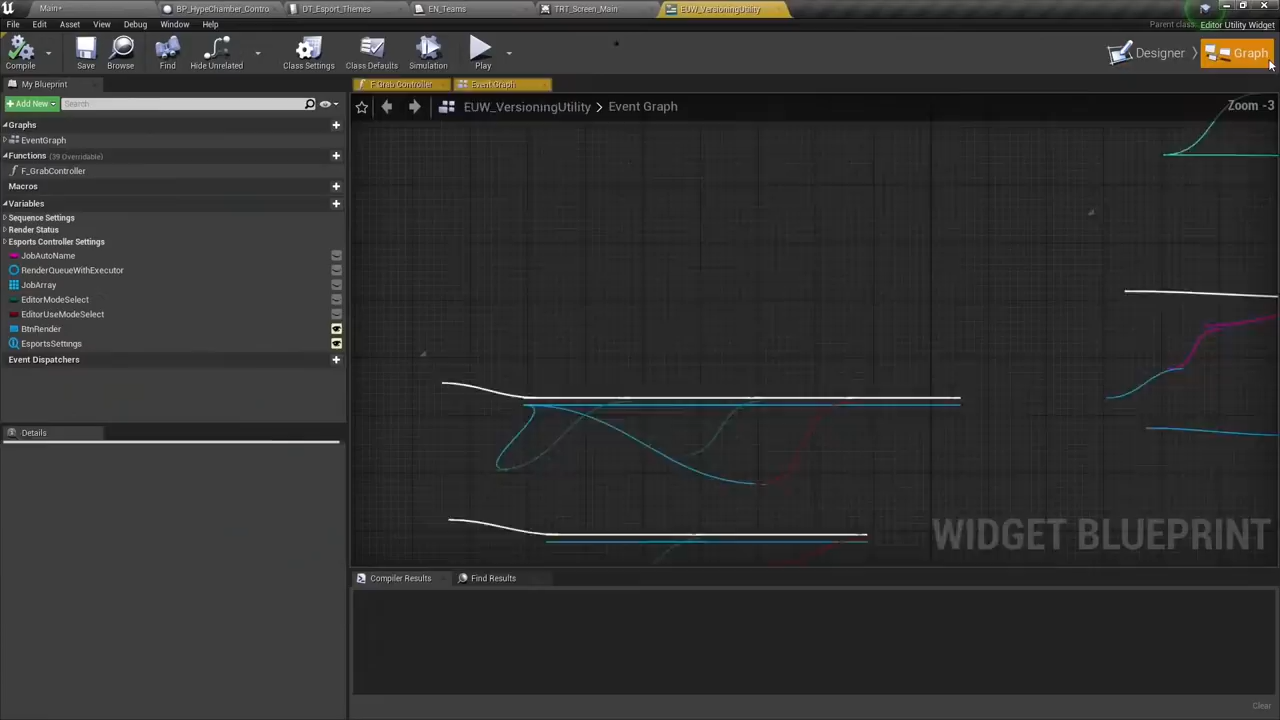 Main*
BP_HypeChamber_Contro
DT_Esport_Themes
EN_Teams
TRT_Screen_Main
EUW_VersioningUtility
File
Edit
Asset
View
Debug
Window
Help
Parent class:
Editor Utility Widget
Compile
Save
Browse
Find
Hide Unrelated
Class Settings
Class Defaults
Simulation
Play
Designer
Graph
My Blueprint
F Grab Controller
Event Graph
+Add New
Search
EUW_VersioningUtility > Event Graph
Zoom -3
Graphs
EventGraph
Functions (39 Overridable)
F_GrabController
Macros
Variables
Sequence Settings
Render Status
Esports Controller Settings
JobAutoName
RenderQueueWithExecutor
JobArray
EditorModeSelect
EditorUseModeSelect
BtnRender
EsportsSettings
Event Dispatchers
Details
WIDGET BLUEPRINT
Compiler Results
Find Results
Clear